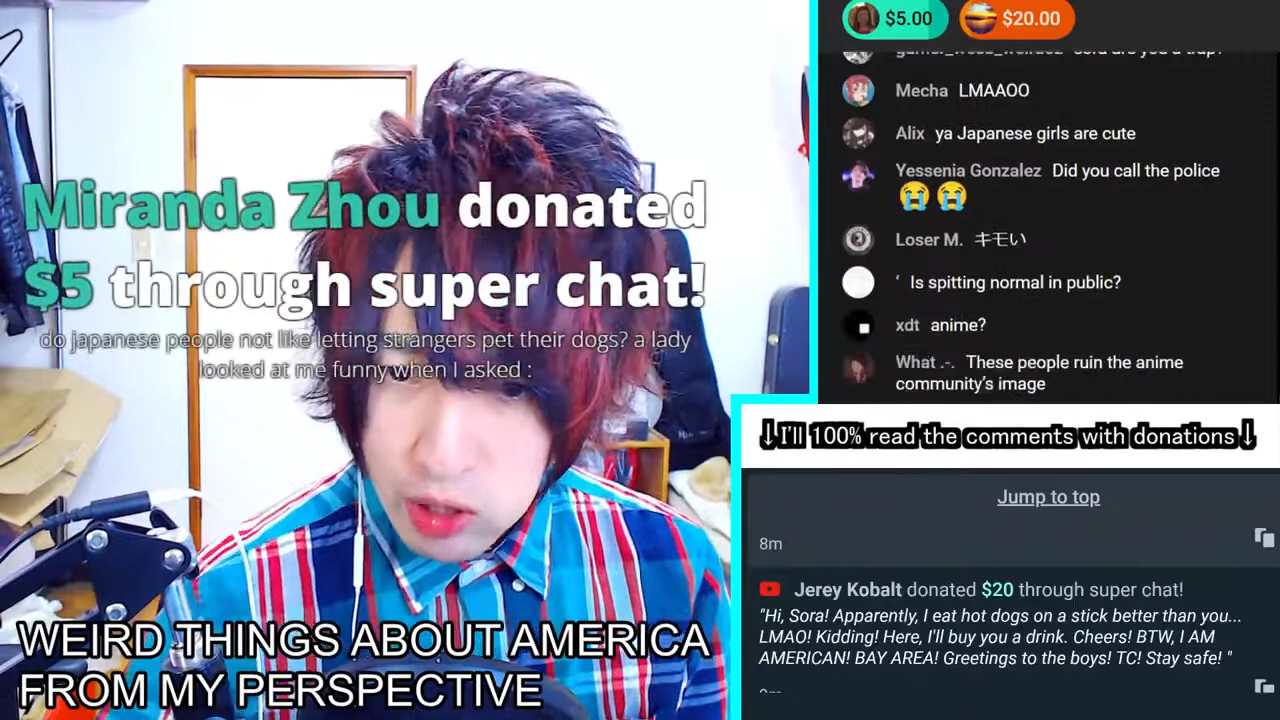 Miranda Zhou donated
$5 through super chat!
do japanese people not like letting strangers pet their dogs? a lady
looked at me funny when I asked :
WEIRD THINGS ABOUT AMERICA
FROM MY PERSPECTIVE
$5.00 $20.00
Mecha LMAAOO
Alix ya Japanese girls are cute
Yessenia Gonzalez Did you call the police
😭😭
Loser M. キモい
‘ Is spitting normal in public?
xdt anime?
What .-. These people ruin the anime
community’s image
↓I'll 100% read the comments with donations↓
Jump to top
8m
Jerey Kobalt donated $20 through super chat!
"Hi, Sora! Apparently, I eat hot dogs on a stick better than you...
LMAO! Kidding! Here, I'll buy you a drink. Cheers! BTW, I AM
AMERICAN! BAY AREA! Greetings to the boys! TC! Stay safe! "